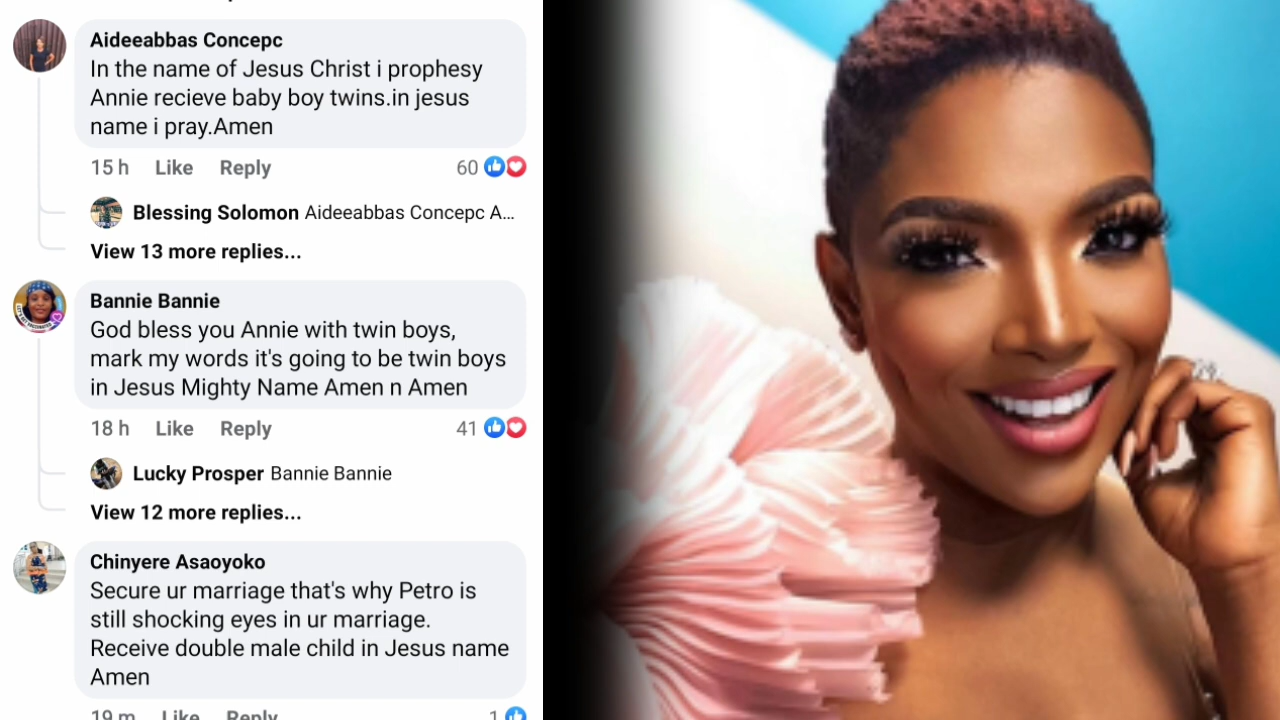 Aideeabbas Concepc
In the name of Jesus Christ i prophesy
Annie recieve baby boy twins.in jesus
name i pray.Amen
15 h Like Reply 60
Blessing Solomon Aideeabbas Concepc A...
View 13 more replies...
Bannie Bannie
God bless you Annie with twin boys,
mark my words it's going to be twin boys
in Jesus Mighty Name Amen n Amen
18 h Like Reply 41
Lucky Prosper Bannie Bannie
View 12 more replies...
Chinyere Asaoyoko
Secure ur marriage that's why Petro is
still shocking eyes in ur marriage.
Receive double male child in Jesus name
Amen
19 m Like Reply 1